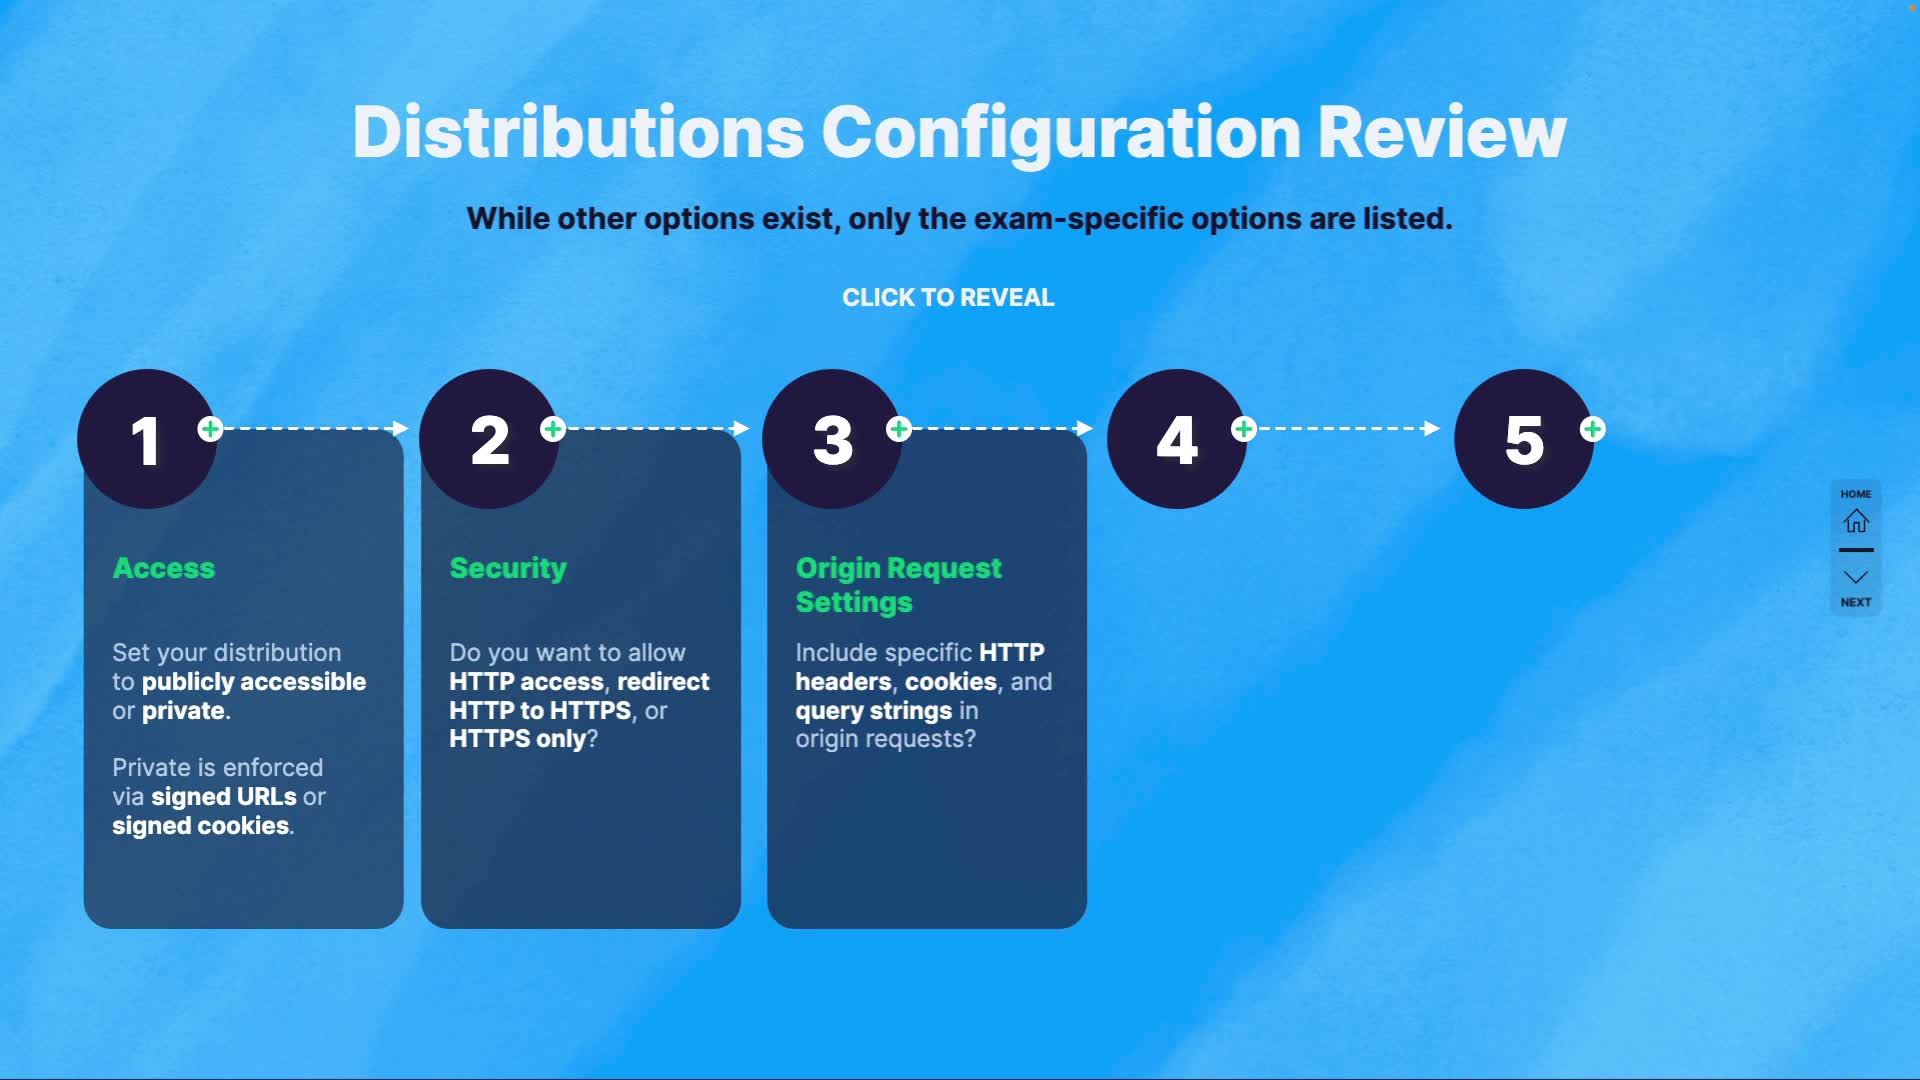 Distributions Configuration Review
While other options exist, only the exam-specific options are listed.
CLICK TO REVEAL
1
2
3
4
5
Access
Set your distribution
to publicly accessible
or private.
Private is enforced
via signed URLs or
signed cookies.
Security
Do you want to allow
HTTP access, redirect
HTTP to HTTPS, or
HTTPS only?
Origin Request
Settings
Include specific HTTP
headers, cookies, and
query strings in
origin requests?
HOME
NEXT